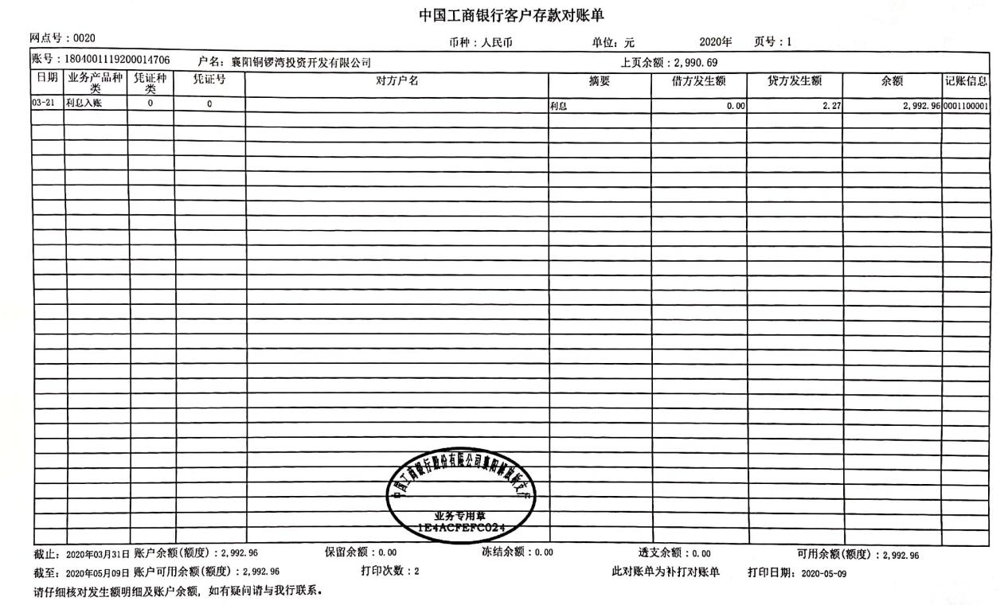 中国工商银行客户存款对账单
网点号：0020 币种：人民币 单位：元 2020年 页号：1
账号：1804001119200014706 户名：襄阳铜锣湾投资开发有限公司 上页余额：2,990.69
日期 业务产品种类 凭证种类 凭证号 对方户名 摘要 借方发生额 贷方发生额 余额 记账信息
03-21 利息入账 0 0 利息 0.00 2.27 2,992.96 0001100001
中国工商银行股份有限公司襄阳解放桥支行
业务专用章
1E4ACFEFC024
截止：2020年03月31日 账户余额(额度)：2,992.96 保留余额：0.00 冻结余额：0.00 透支余额：0.00 可用余额(额度)：2,992.96
截至：2020年05月09日 账户可用余额(额度)：2,992.96 打印次数：2 此对账单为补打对账单 打印日期：2020-05-09
请仔细核对发生额明细及账户余额，如有疑问请与我行联系。